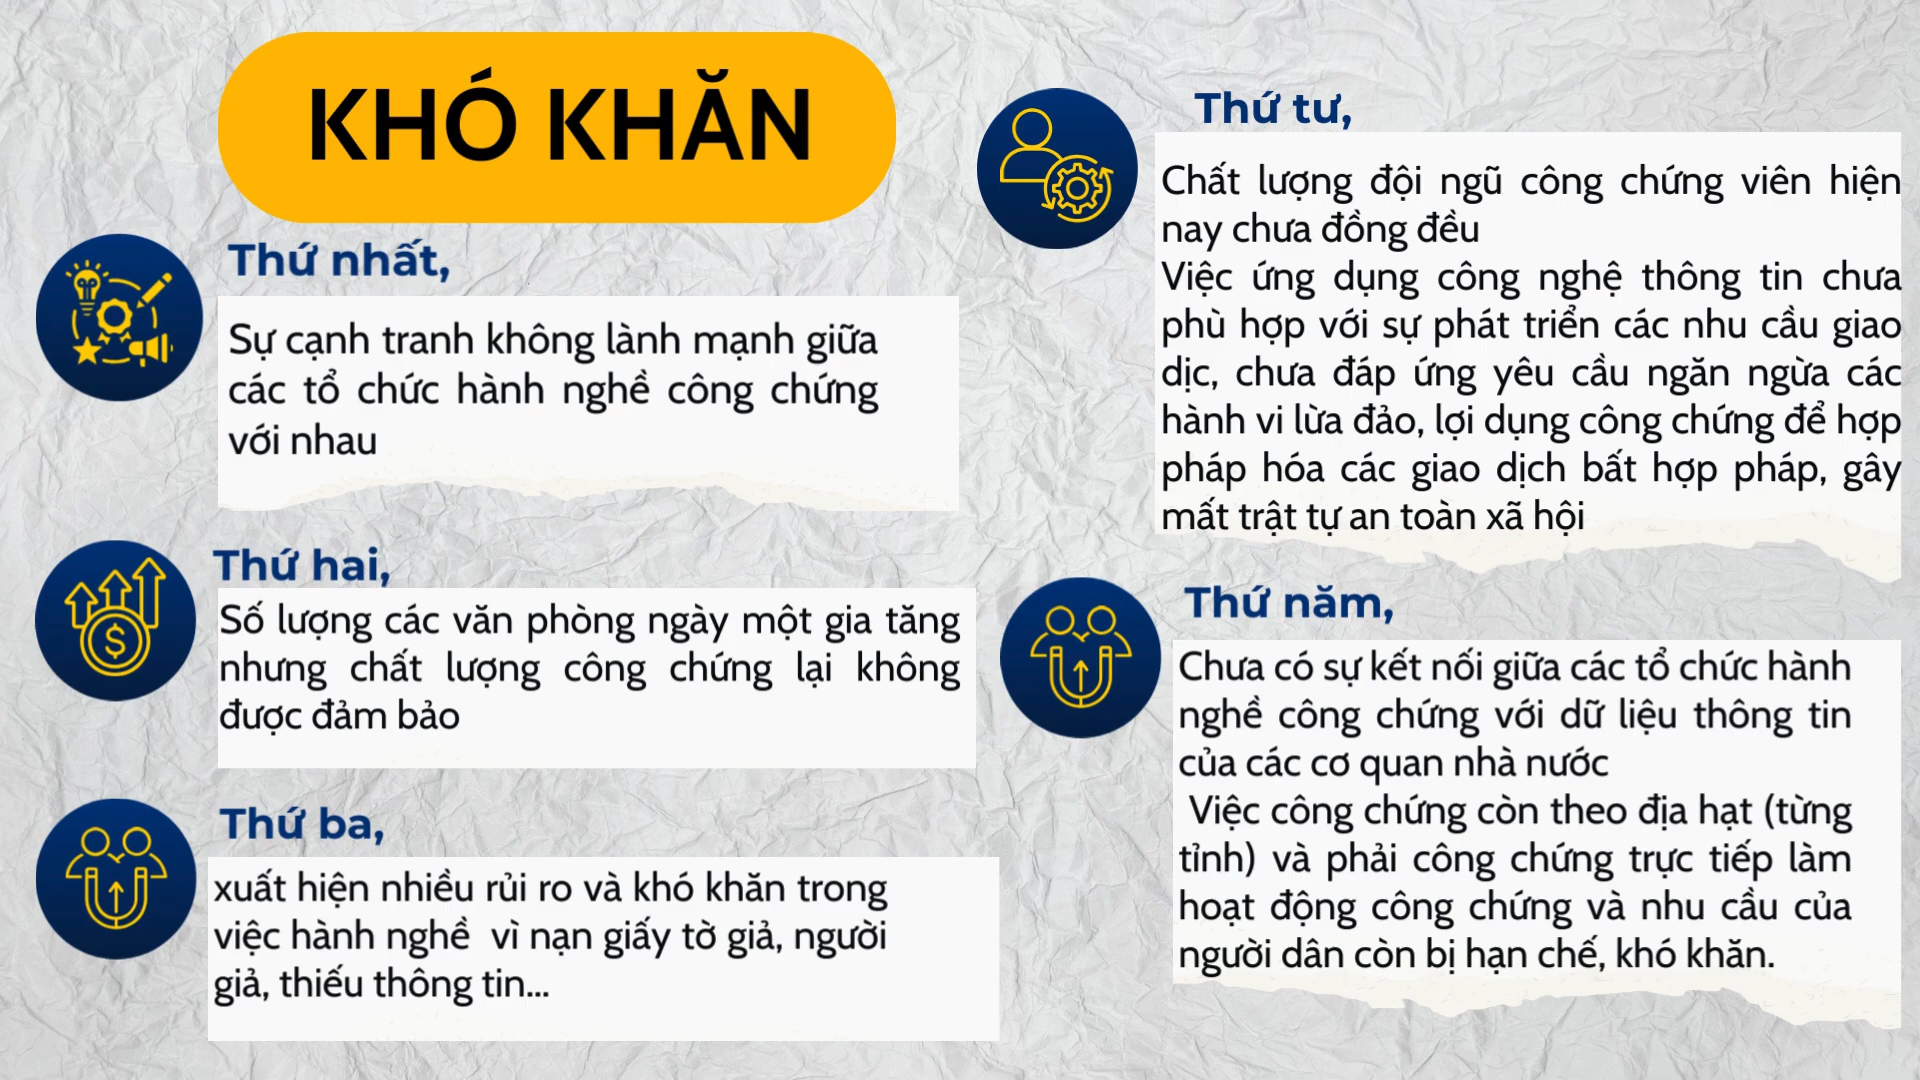 KHÓ KHĂN
Thứ nhất,
Sự cạnh tranh không lành mạnh giữa
các tổ chức hành nghề công chứng
với nhau
Thứ hai,
Số lượng các văn phòng ngày một gia tăng
nhưng chất lượng công chứng lại không
được đảm bảo
Thứ ba,
xuất hiện nhiều rủi ro và khó khăn trong
việc hành nghề vì nạn giấy tờ giả, người
giả, thiếu thông tin...
Thứ tư,
Chất lượng đội ngũ công chứng viên hiện
nay chưa đồng đều
Việc ứng dụng công nghệ thông tin chưa
phù hợp với sự phát triển các nhu cầu giao
dịc, chưa đáp ứng yêu cầu ngăn ngừa các
hành vi lừa đảo, lợi dụng công chứng để hợp
pháp hóa các giao dịch bất hợp pháp, gây
mất trật tự an toàn xã hội
Thứ năm,
Chưa có sự kết nối giữa các tổ chức hành
nghề công chứng với dữ liệu thông tin
của các cơ quan nhà nước
Việc công chứng còn theo địa hạt (từng
tỉnh) và phải công chứng trực tiếp làm
hoạt động công chứng và nhu cầu của
người dân còn bị hạn chế, khó khăn.